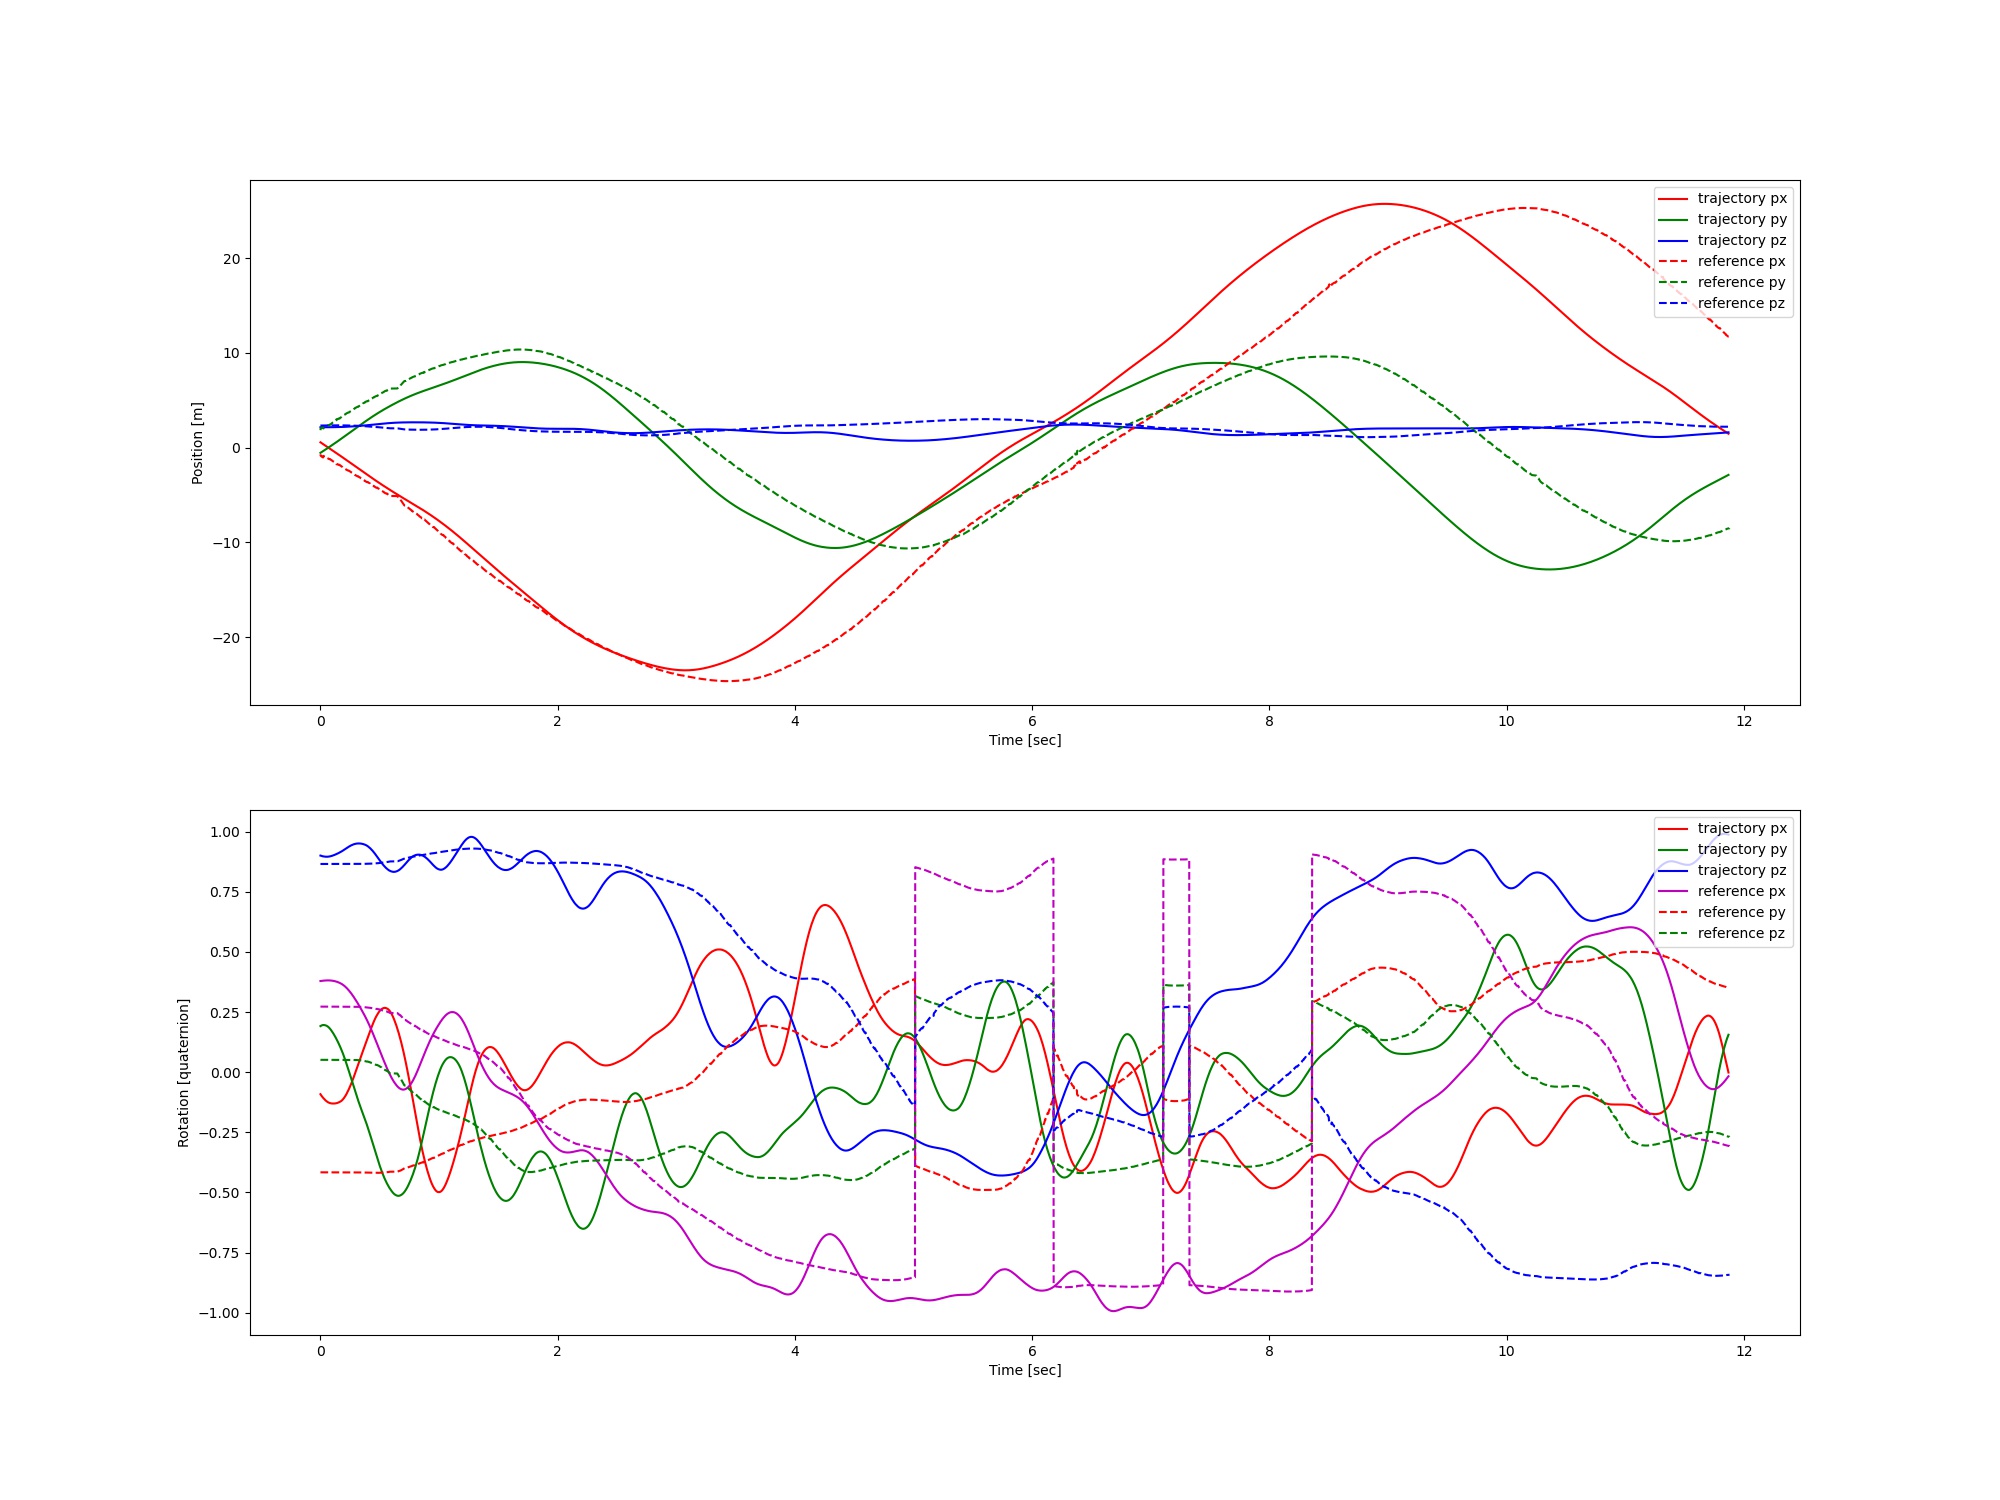 20
10
0
−10
−20
Position [m]
trajectory px
trajectory py
trajectory pz
reference px
reference py
reference pz
0 2 4 6 8 10 12
Time [sec]
1.00
0.75
0.50
0.25
0.00
−0.25
−0.50
−0.75
−1.00
Rotation [quaternion]
trajectory px
trajectory py
trajectory pz
reference px
reference py
reference pz
0 2 4 6 8 10 12
Time [sec]